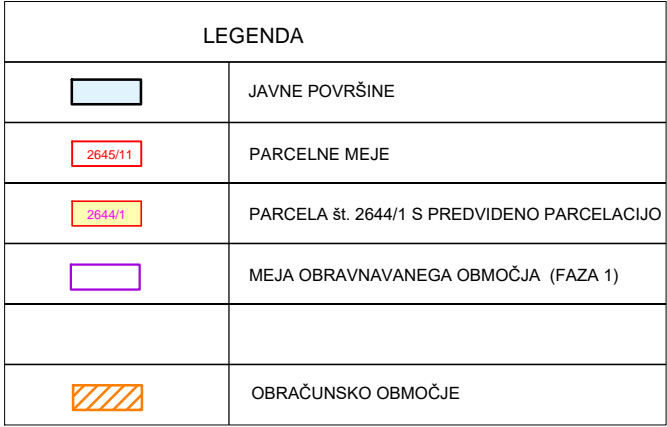 LEGENDA
JAVNE POVRŠINE
2645/11 PARCELNE MEJE
2644/1 PARCELA št. 2644/1 S PREDVIDENO PARCELACIJO
MEJA OBRAVNAVANEGA OBMOČJA (FAZA 1)
OBRAČUNSKO OBMOČJE